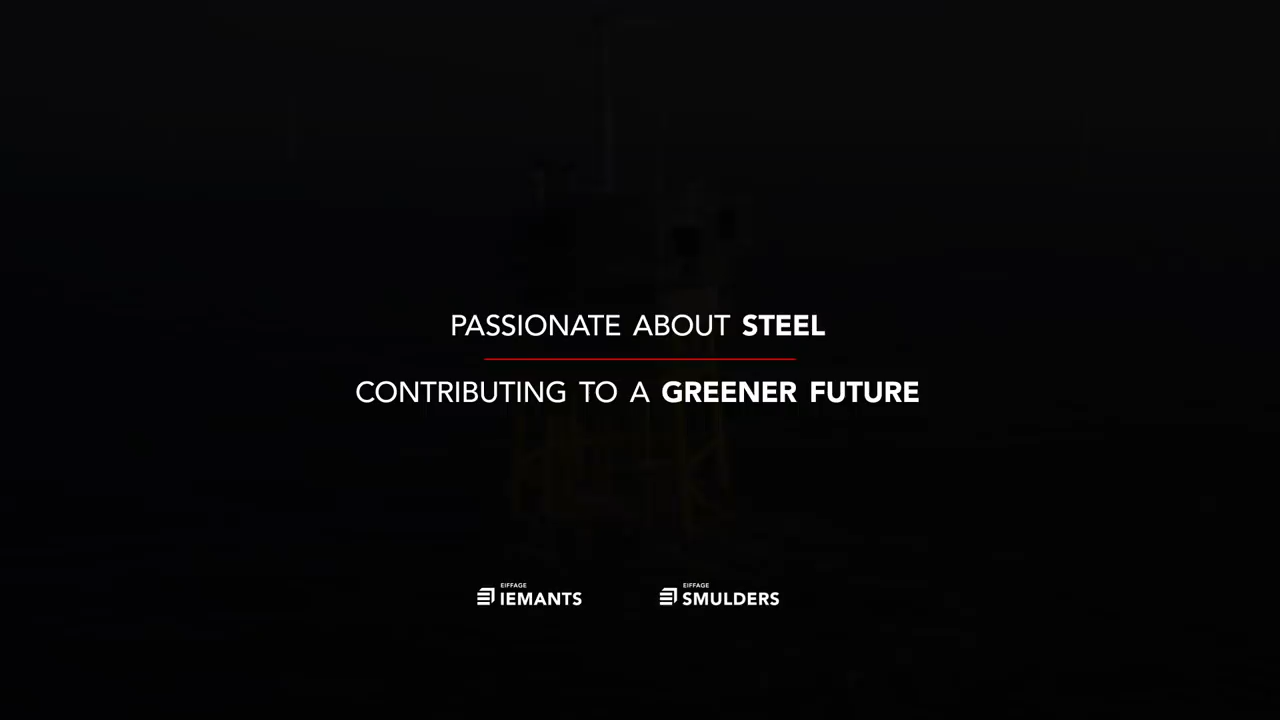 PASSIONATE ABOUT STEEL
CONTRIBUTING TO A GREENER FUTURE
EIFFAGE
IEMANTS
EIFFAGE
SMULDERS